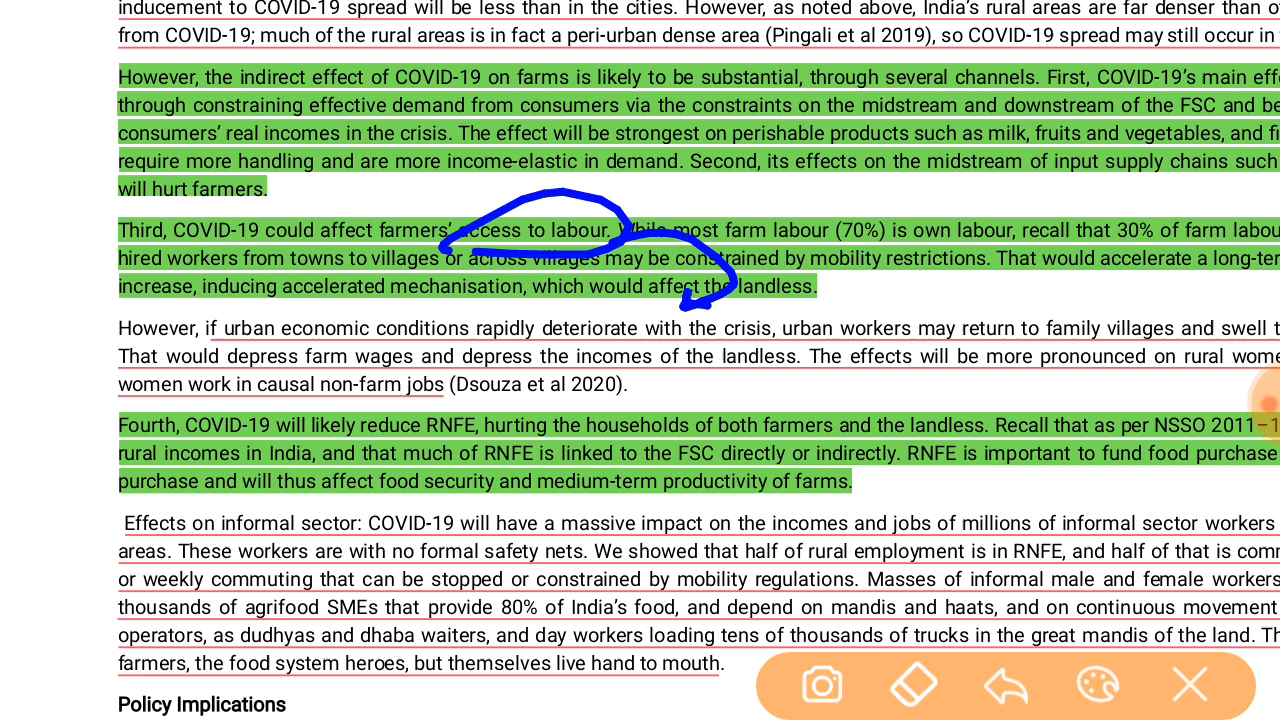 inducement to COVID-19 spread will be less than in the cities. However, as noted above, India's rural areas are far denser than
from COVID-19; much of the rural areas is in fact a peri-urban dense area (Pingali et al 2019), so COVID-19 spread may still occur in
However, the indirect effect of COVID-19 on farms is likely to be substantial, through several channels. First, COVID-19's main
through constraining effective demand from consumers via the constraints on the midstream and downstream of the FSC and
consumers' real incomes in the crisis. The effect will be strongest on perishable products such as milk, fruits and vegetables, and
require more handling and are more income-elastic in demand. Second, its effects on the midstream of input supply chains such
will hurt farmers.
Third, COVID-19 could affect farmers' access to labour. While most farm labour (70%) is own labour, recall that 30% of farm
hired workers from towns to villages or across villages may be constrained by mobility restrictions. That would accelerate a
increase, inducing accelerated mechanisation, which would affect the landless.
However, if urban economic conditions rapidly deteriorate with the crisis, urban workers may return to family villages and swell
That would depress farm wages and depress the incomes of the landless. The effects will be more pronounced on rural
women work in causal non-farm jobs (Dsouza et al 2020).
Fourth, COVID-19 will likely reduce RNFE, hurting the households of both farmers and the landless. Recall that as per NSSO
rural incomes in India, and that much of RNFE is linked to the FSC directly or indirectly. RNFE is important to fund food
purchase and will thus affect food security and medium-term productivity of farms.
Effects on informal sector: COVID-19 will have a massive impact on the incomes and jobs of millions of informal sector workers
areas. These workers are with no formal safety nets. We showed that half of rural employment is in RNFE, and half of that is
or weekly commuting that can be stopped or constrained by mobility regulations. Masses of informal male and female workers
thousands of agrifood SMEs that provide 80% of India's food, and depend on mandis and haats, and on continuous movement
operators, as dudhyas and dhaba waiters, and day workers loading tens of thousands of trucks in the great mandis of the land.
farmers, the food system heroes, but themselves live hand to mouth.
Policy Implications